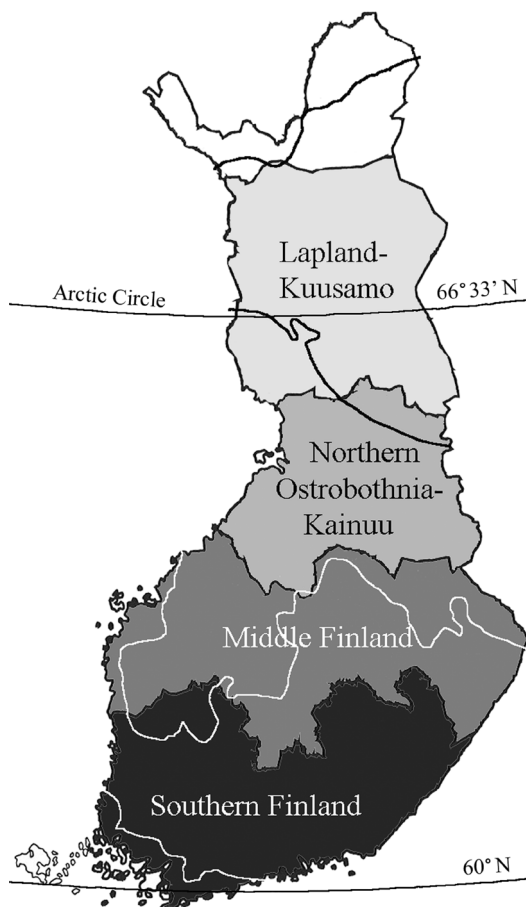 Lapland-
Kuusamo
Arctic Circle
66°33' N
Northern
Ostrobothnia-
Kainuu
Middle Finland
Southern Finland
60°N